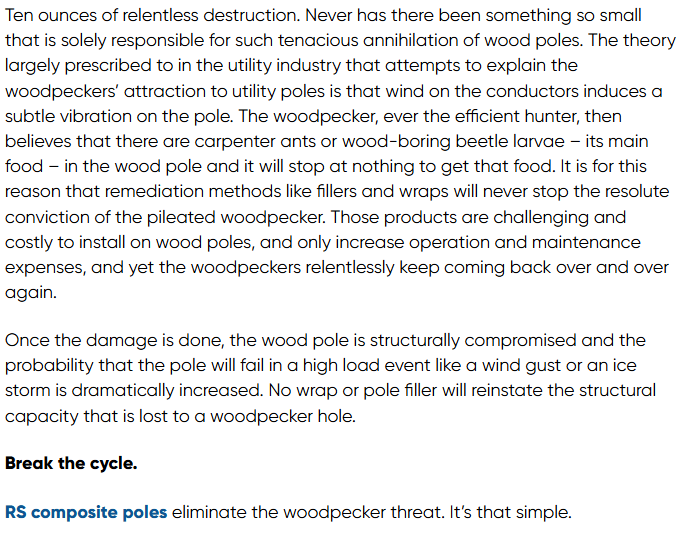 Ten ounces of relentless destruction. Never has there been something so small
that is solely responsible for such tenacious annihilation of wood poles. The theory
largely prescribed to in the utility industry that attempts to explain the
woodpeckers’ attraction to utility poles is that wind on the conductors induces a
subtle vibration on the pole. The woodpecker, ever the efficient hunter, then
believes that there are carpenter ants or wood-boring beetle larvae – its main
food – in the wood pole and it will stop at nothing to get that food. It is for this
reason that remediation methods like fillers and wraps will never stop the resolute
conviction of the pileated woodpecker. Those products are challenging and
costly to install on wood poles, and only increase operation and maintenance
expenses, and yet the woodpeckers relentlessly keep coming back over and over
again.
Once the damage is done, the wood pole is structurally compromised and the
probability that the pole will fail in a high load event like a wind gust or an ice
storm is dramatically increased. No wrap or pole filler will reinstate the structural
capacity that is lost to a woodpecker hole.
Break the cycle.
RS composite poles eliminate the woodpecker threat. It’s that simple.